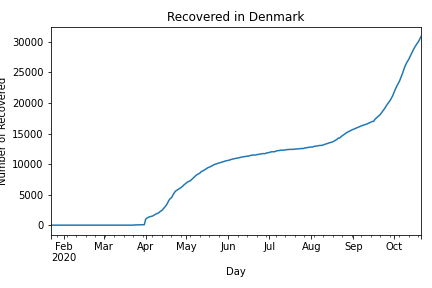 Recovered in Denmark
Number of Recovered
30000
25000
20000
15000
10000
5000
0
Feb
2020
Mar
Apr
May
Jun
Jul
Aug
Sep
Oct
Day